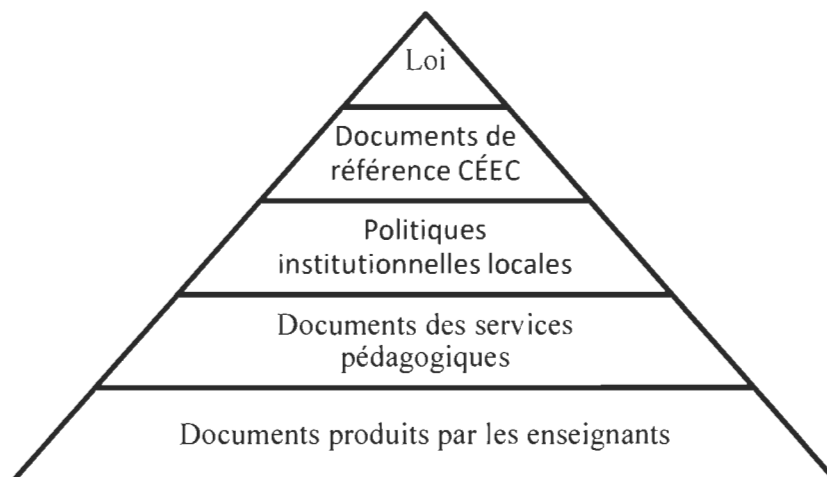 Loi
Documents de
référence CÉEC
Politiques
institutionnelles locales
Documents des services
pédagogiques
Documents produits par les enseignants